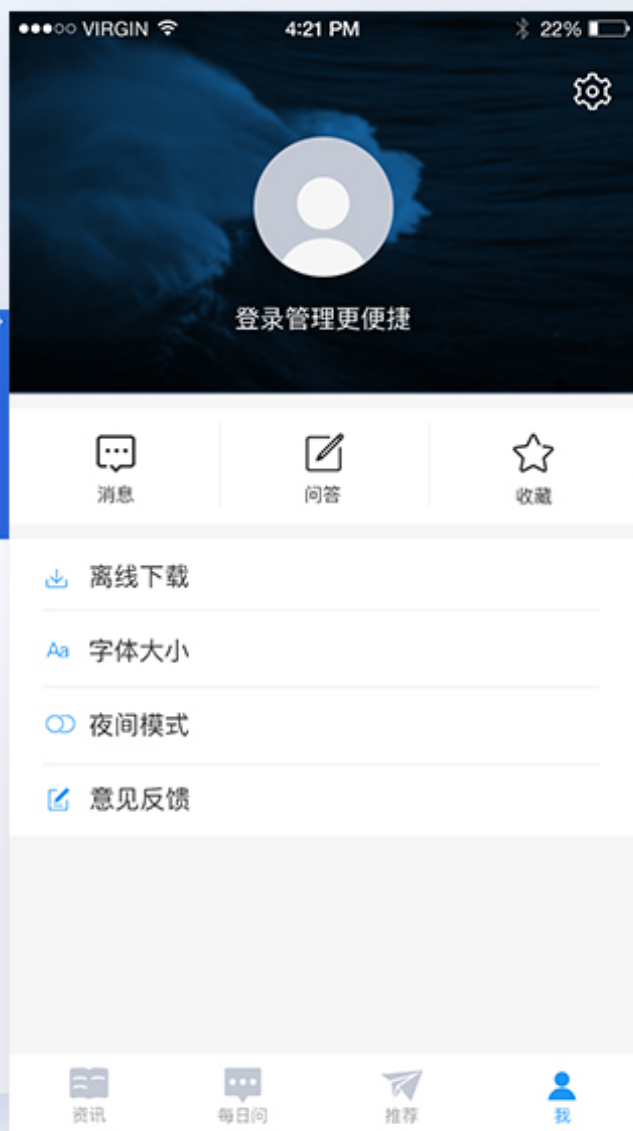 VIRGIN 4:21 PM 22%
登录管理更便捷
消息 问答 收藏
离线下载
Aa 字体大小
夜间模式
意见反馈
资讯 每日问 推荐 我